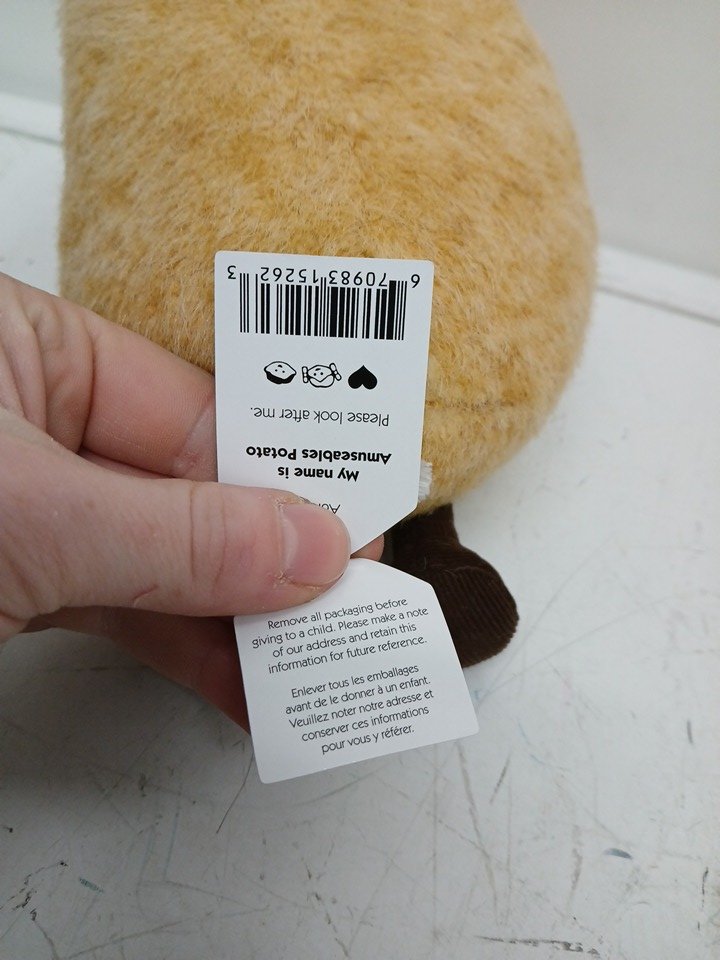 My name is
Amuseables Potato
Please look after me.
6 70983 15262 3
Remove all packaging before
giving to a child. Please make a note
of our address and retain this
information for future reference.
Enlever tous les emballages
avant de le donner à un enfant.
Veuillez noter notre adresse et
conserver ces informations
pour vous y référer.